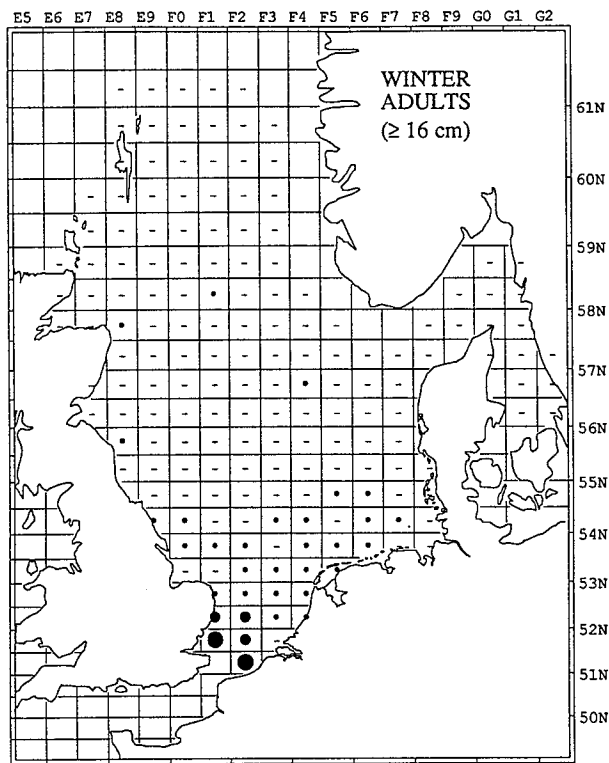 E5 E6 E7 E8 E9 F0 F1 F2 F3 F4 F5 F6 F7 F8 F9 G0 G1 G2
WINTER
ADULTS
(≥ 16 cm)
61N
60N
59N
58N
57N
56N
55N
54N
53N
52N
51N
50N